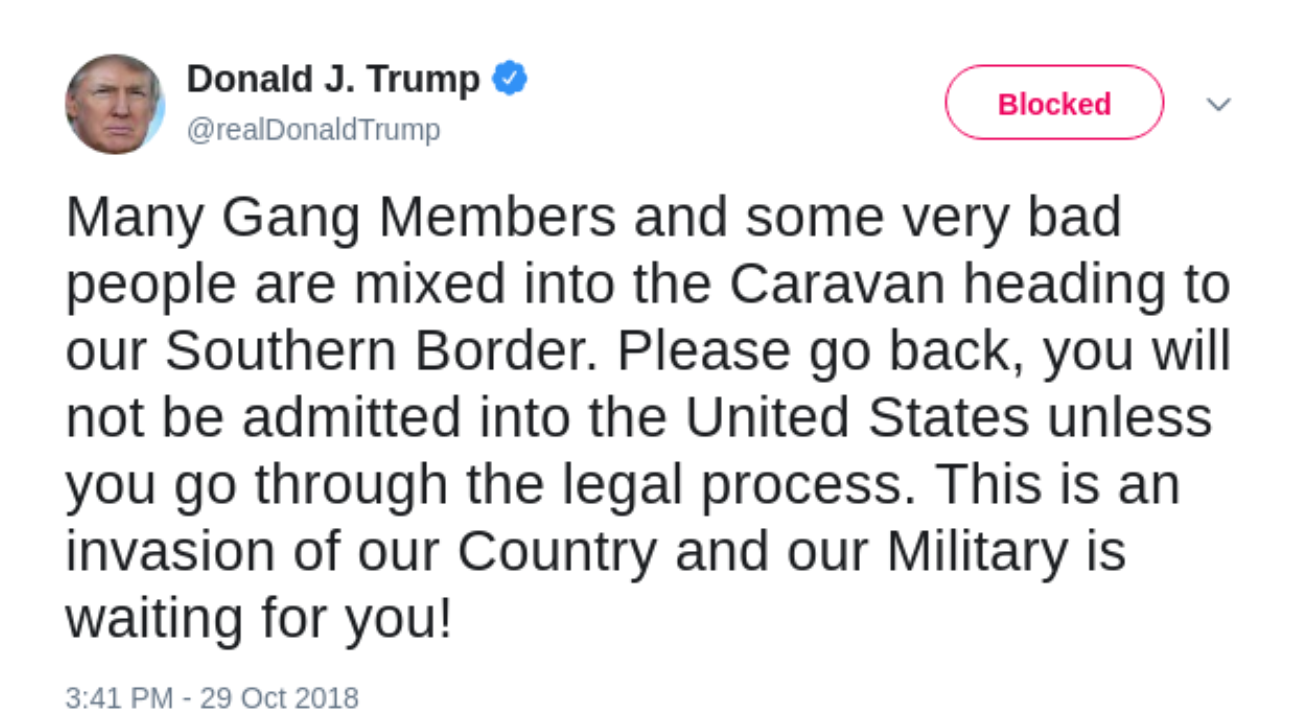 Donald J. Trump
@realDonaldTrump
Blocked
Many Gang Members and some very bad
people are mixed into the Caravan heading to
our Southern Border. Please go back, you will
not be admitted into the United States unless
you go through the legal process. This is an
invasion of our Country and our Military is
waiting for you!
3:41 PM - 29 Oct 2018